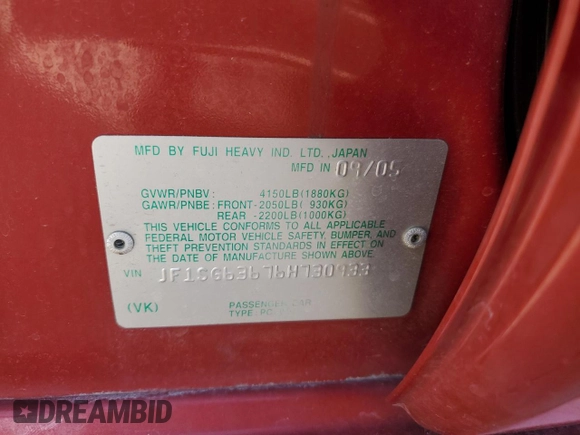 MFD BY FUJI HEAVY IND. LTD., JAPAN
MFD IN 09/05
GVWR/PNBV : 4150LB(1880KG)
GAWR/PNBE: FRONT-2050LB( 930KG)
REAR -2200LB(1000KG)
THIS VEHICLE CONFORMS TO ALL APPLICABLE
FEDERAL MOTOR VEHICLE SAFETY, BUMPER, AND
THEFT PREVENTION STANDARDS IN EFFECT ON
THE DATE OF MANUFACTURE SHOWN ABOVE.
VIN
(VK)
PASSENGER CAR
TYPE PC
DREAMBID